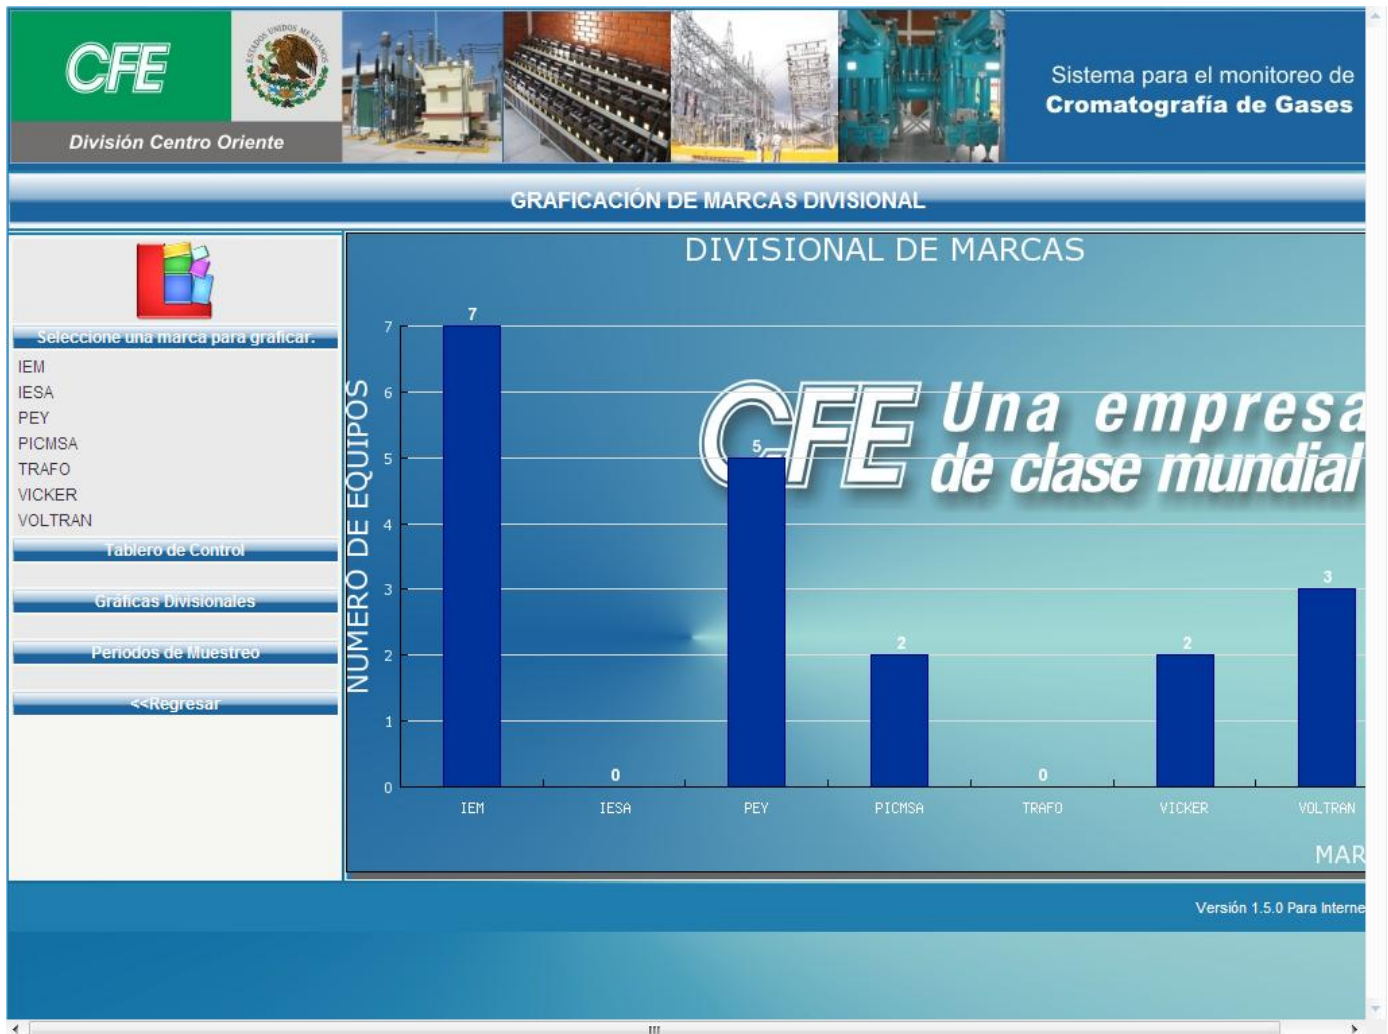 CFE
ESTADOS UNIDOS MEXICANOS
División Centro Oriente
Sistema para el monitoreo de
Cromatografía de Gases
GRAFICACIÓN DE MARCAS DIVISIONAL
Seleccione una marca para graficar.
IEM
IESA
PEY
PICMSA
TRAFO
VICKER
VOLTRAN
Tablero de Control
Gráficas Divisionales
Periodos de Muestreo
<<Regresar
DIVISIONAL DE MARCAS
CFE Una empresa
de clase mundial
NUMERO DE EQUIPOS
7
6
5
4
3
2
1
0
7
0
5
2
0
2
3
IEM
IESA
PEY
PICMSA
TRAFO
VICKER
VOLTRAN
MAR
Versión 1.5.0 Para Interne